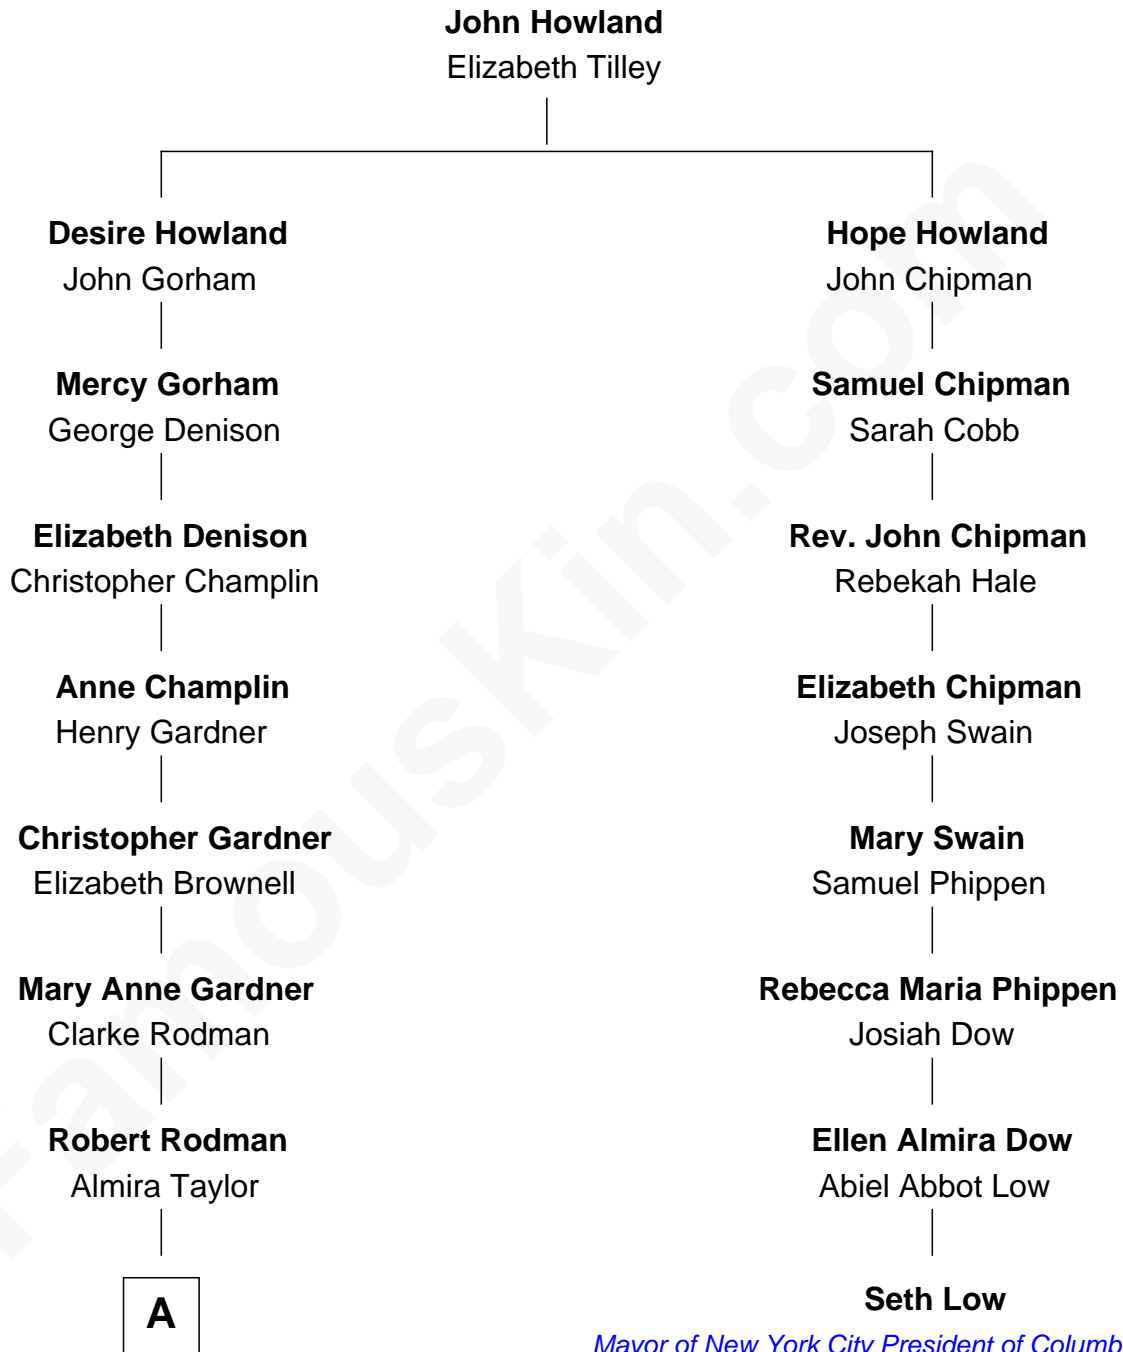 John Howland
Elizabeth Tilley
Desire Howland
John Gorham
Hope Howland
John Chipman
Mercy Gorham
George Denison
Samuel Chipman
Sarah Cobb
Elizabeth Denison
Christopher Champlin
Rev. John Chipman
Rebekah Hale
Anne Champlin
Henry Gardner
Elizabeth Chipman
Joseph Swain
Christopher Gardner
Elizabeth Brownell
Mary Swain
Samuel Phippen
Mary Anne Gardner
Clarke Rodman
Rebecca Maria Phippen
Josiah Dow
Robert Rodman
Almira Taylor
Ellen Almira Dow
Abiel Abbot Low
A
Seth Low
Mayor of New York City President of Columb
FamousKin.com